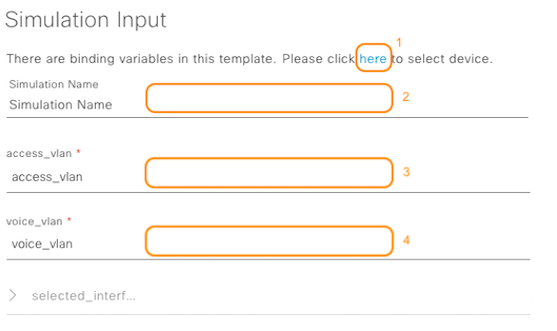 Simulation Input
There are binding variables in this template. Please click here to select device.
1
Simulation Name
Simulation Name
2
access_vlan *
access_vlan
3
voice_vlan *
voice_vlan
4
selected_interf...